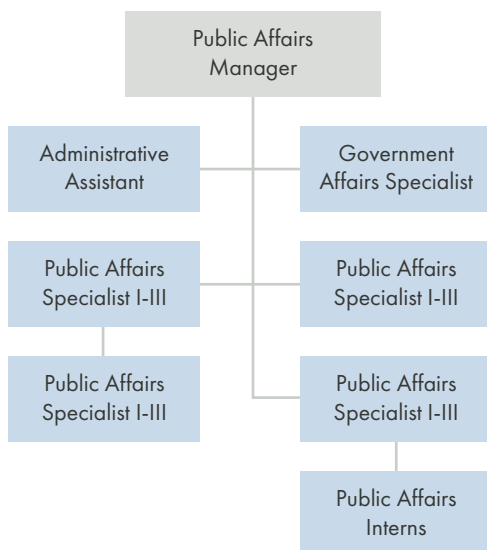 Public Affairs
Manager
Administrative
Assistant
Government
Affairs Specialist
Public Affairs
Specialist I-III
Public Affairs
Specialist I-III
Public Affairs
Specialist I-III
Public Affairs
Specialist I-III
Public Affairs
Interns